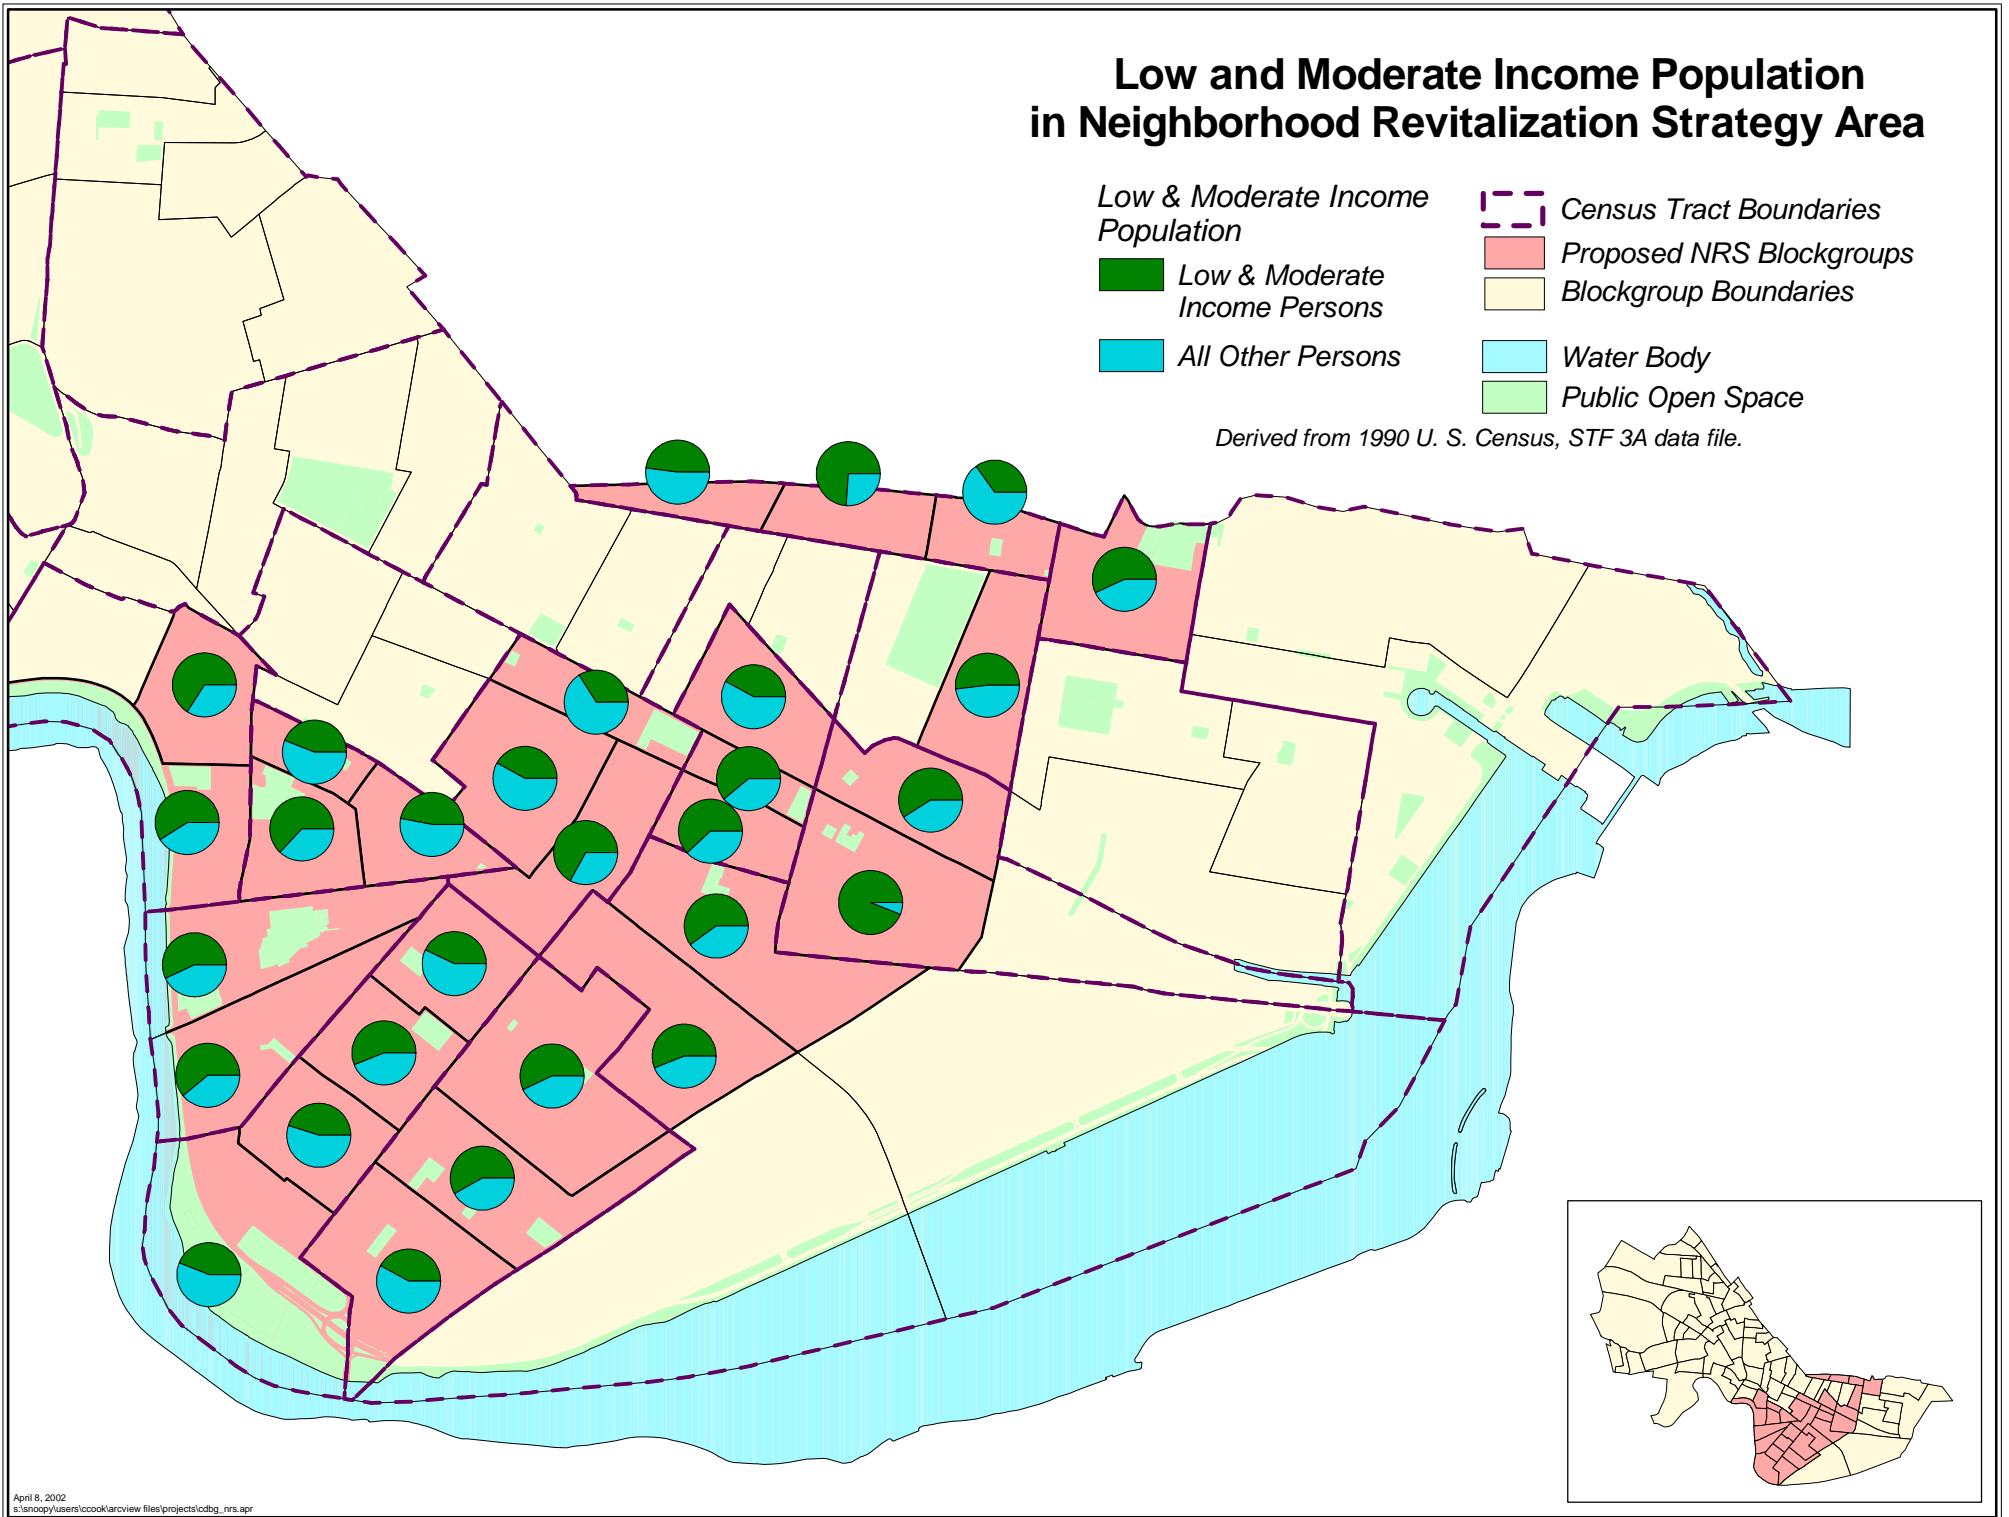 Low and Moderate Income Population
in Neighborhood Revitalization Strategy Area
Low & Moderate Income
Population
Low & Moderate
Income Persons
All Other Persons
Census Tract Boundaries
Proposed NRS Blockgroups
Blockgroup Boundaries
Water Body
Public Open Space
Derived from 1990 U. S. Census, STF 3A data file.
April 8, 2002
s:\snoopy\users\ccook\arcview files\projects\cdbg_nrs.apr